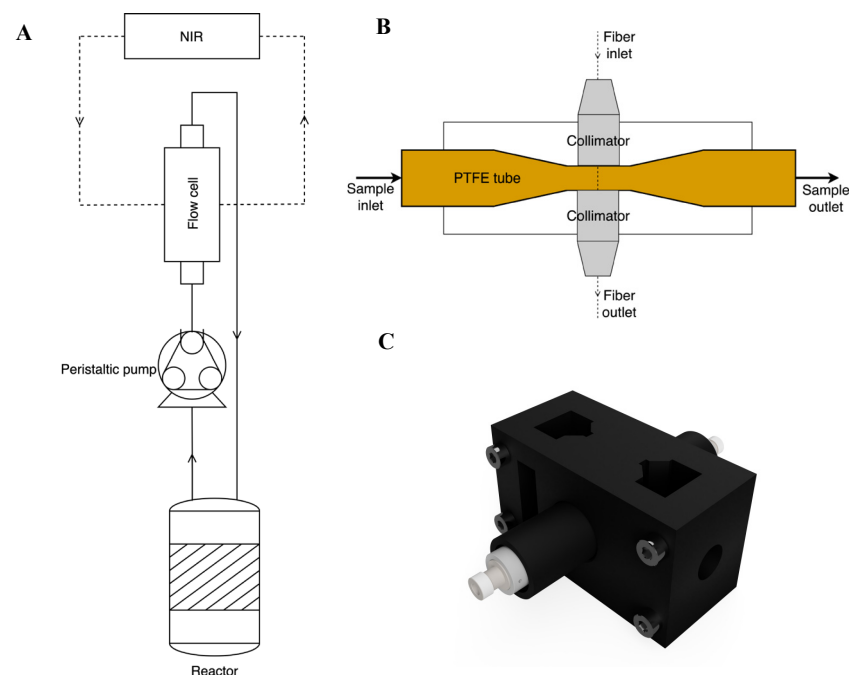 A
NIR
Flow cell
Peristaltic pump
Reactor
B
Fiber
inlet
Collimator
PTFE tube
Sample
inlet
Sample
outlet
Collimator
Fiber
outlet
C